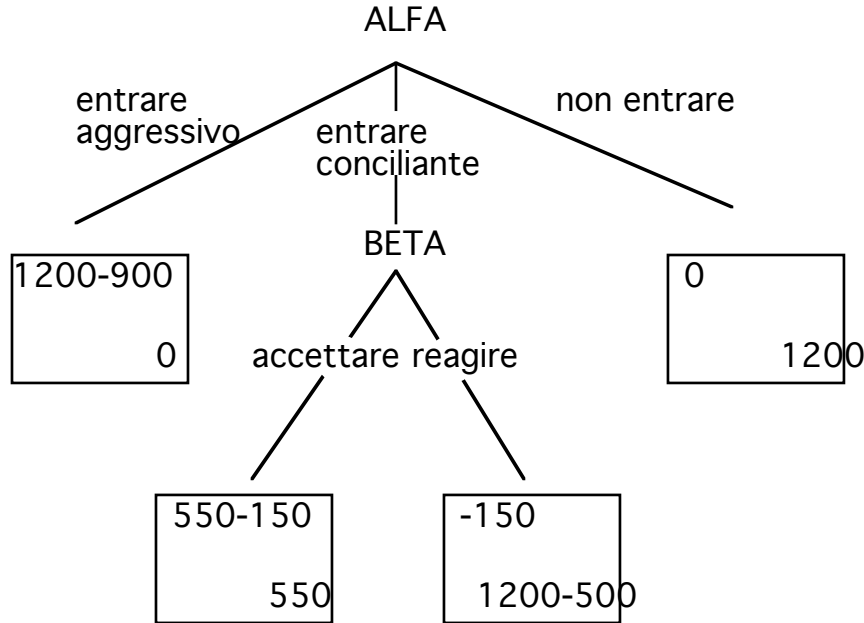 ALFA
entrare
aggressivo
entrare
conciliante
non entrare
BETA
1200-900
0
0
1200
accettare reagire
550-150
550
-150
1200-500